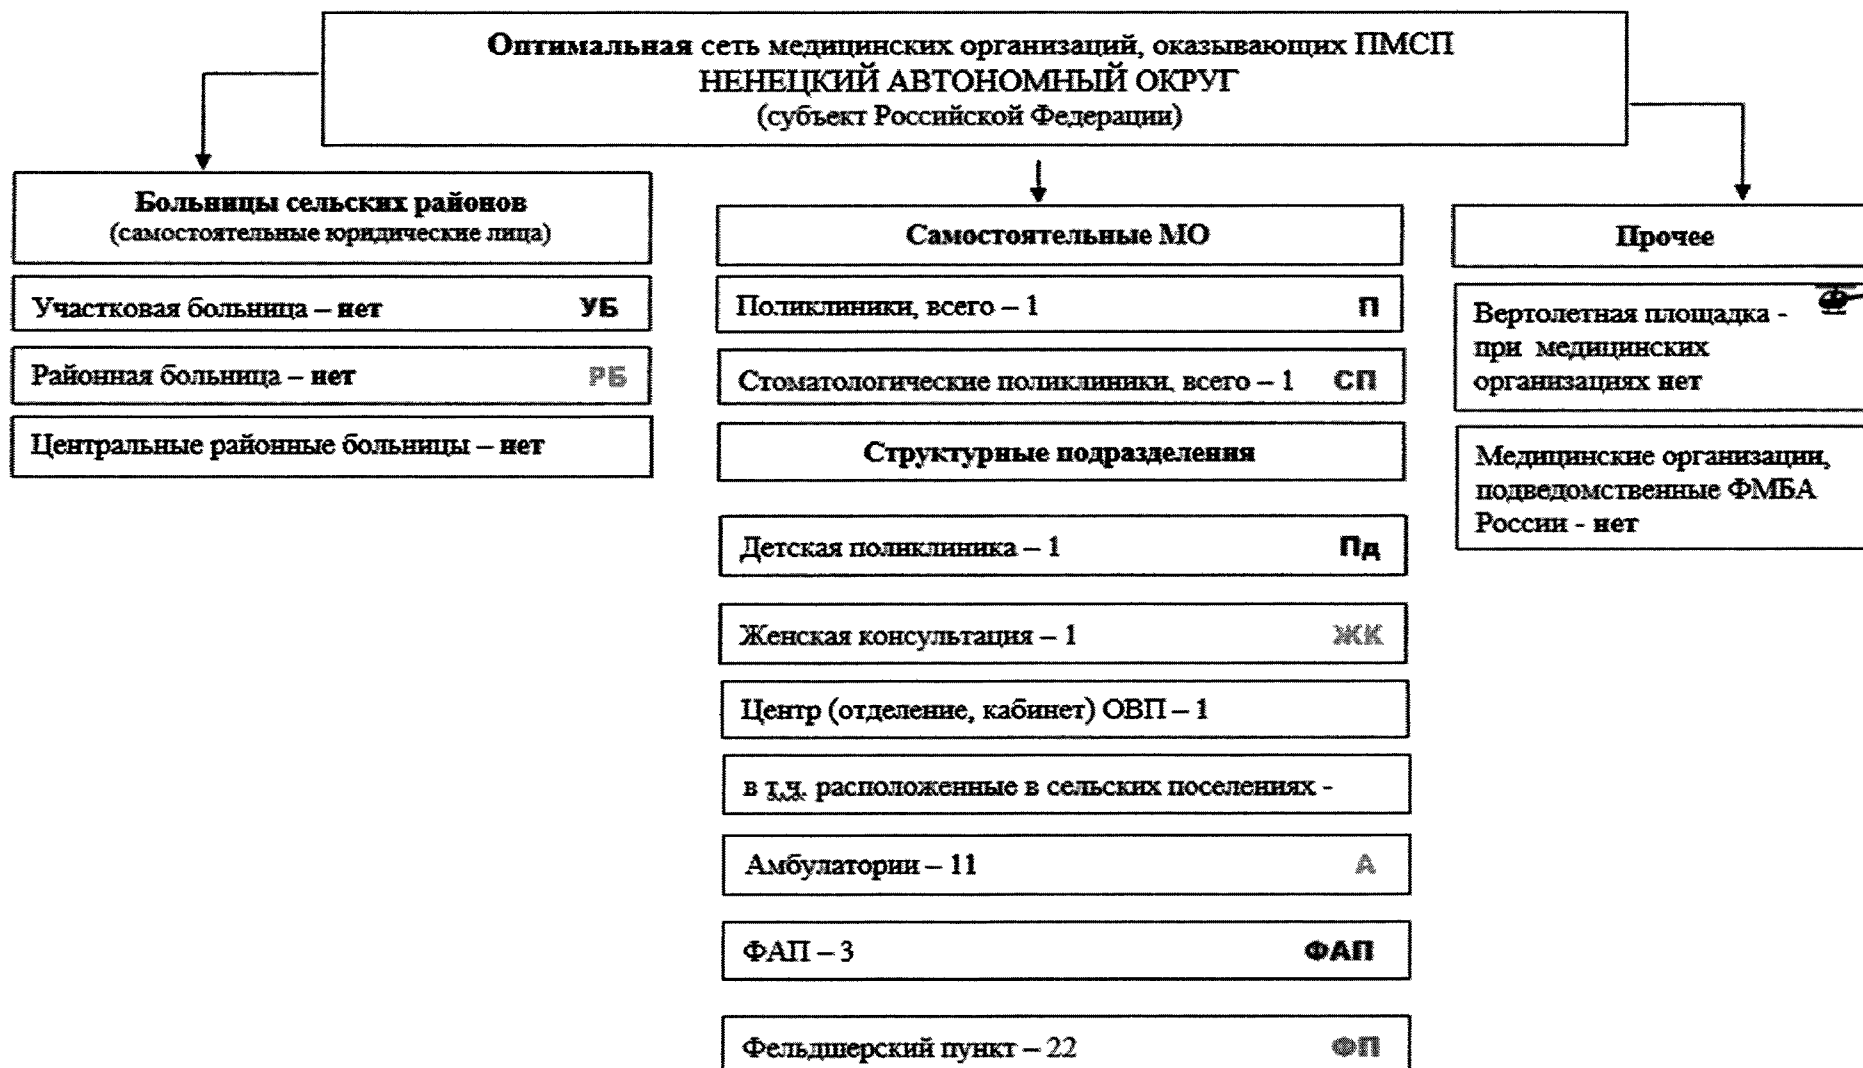 Оптимальная сеть медицинских организаций, оказывающих ПМСП
НЕНЕЦКИЙ АВТОНОМНЫЙ ОКРУГ
(субъект Российской Федерации)
Больницы сельских районов
(самостоятельные юридические лица)
Участковая больница – нет УБ
Районная больница – нет РБ
Центральные районные больницы – нет
Самостоятельные МО
Поликлиники, всего – 1 П
Стоматологические поликлиники, всего – 1 СП
Структурные подразделения
Детская поликлиника – 1 Пд
Женская консультация – 1 ЖК
Центр (отделение, кабинет) ОВП – 1
в т.ч. расположенные в сельских поселениях -
Амбулатории – 11 А
ФАП – 3 ФАП
Фельдшерский пункт – 22 ФП
Прочее
Вертолетная площадка -
при медицинских
организациях нет
Медицинские организации,
подведомственные ФМБА
России - нет